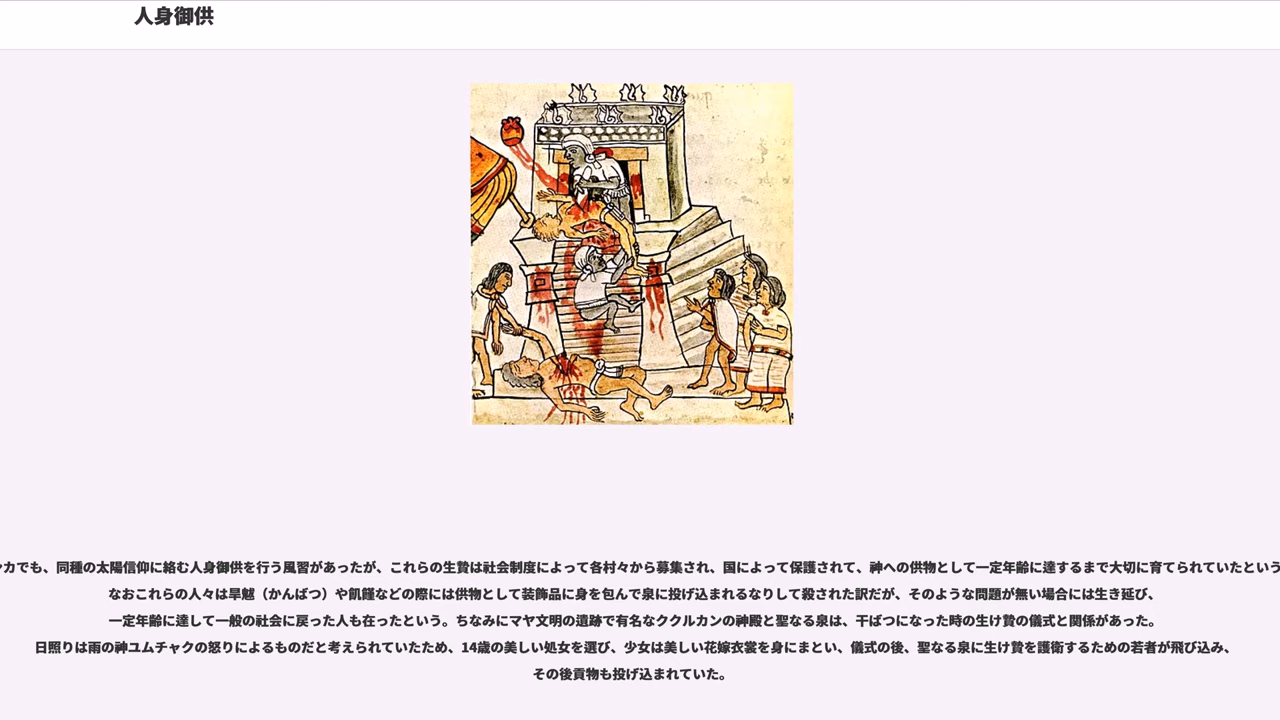 人身御供
カでも、同種の太陽信仰に絡む人身御供を行う風習があったが、これらの生贄は社会制度によって各村々から募集され、国によって保護されて、神への供物として一定年齢に達するまで大切に育てられていたという
なおこれらの人々は旱魃（かんばつ）や飢饉などの際には供物として装飾品に身を包んで泉に投げ込まれるなりして殺された訳だが、そのような問題が無い場合には生き延び、
一定年齢に達して一般の社会に戻った人も在ったという。ちなみにマヤ文明の遺跡で有名なククルカンの神殿と聖なる泉は、干ばつになった時の生け贄の儀式と関係があった。
日照りは雨の神ユムチャクの怒りによるものだと考えられていたため、14歳の美しい処女を選び、少女は美しい花嫁衣裳を身にまとい、儀式の後、聖なる泉に生け贄を護衛するための若者が飛び込み、
その後貢物も投げ込まれていた。